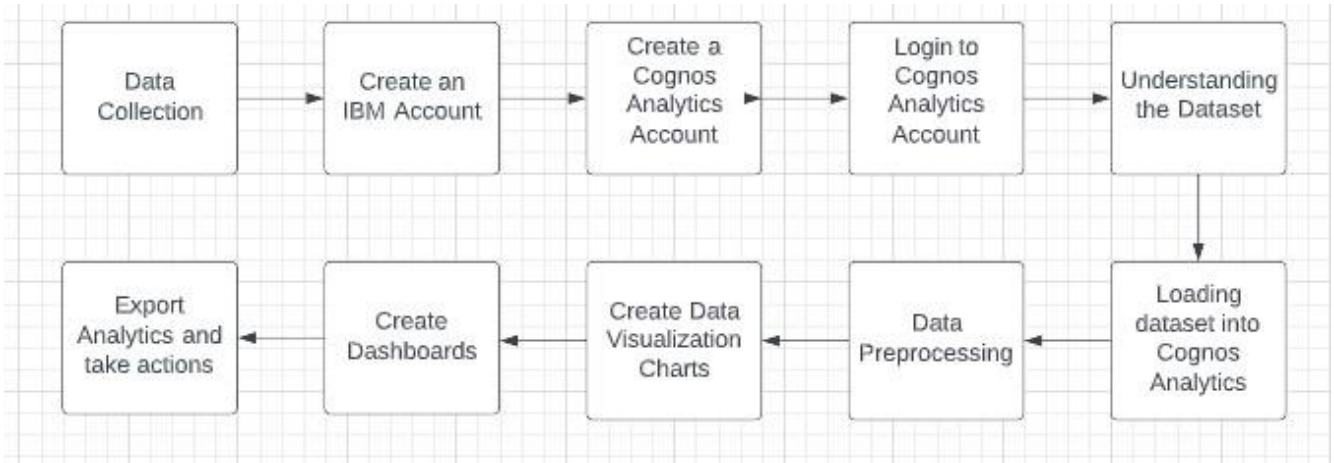 Data
Collection
Create an
IBM Account
Create a
Cognos
Analytics
Account
Login to
Cognos
Analytics
Account
Understanding
the Dataset
Export
Analytics and
take actions
Create
Dashboards
Create Data
Visualization
Charts
Data
Preprocessing
Loading
dataset into
Cognos
Analytics